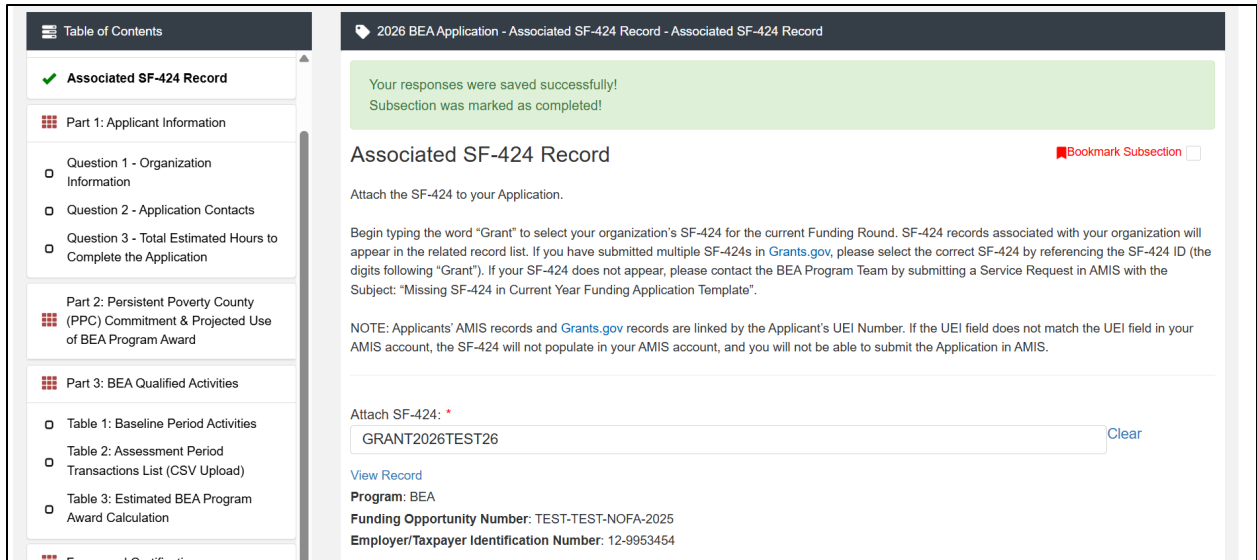 Table of Contents
Associated SF-424 Record
Part 1: Applicant Information
Question 1 - Organization
Information
Question 2 - Application Contacts
Question 3 - Total Estimated Hours to
Complete the Application
Part 2: Persistent Poverty County
(PPC) Commitment & Projected Use
of BEA Program Award
Part 3: BEA Qualified Activities
Table 1: Baseline Period Activities
Table 2: Assessment Period
Transactions List (CSV Upload)
Table 3: Estimated BEA Program
Award Calculation
2026 BEA Application - Associated SF-424 Record - Associated SF-424 Record
Your responses were saved successfully!
Subsection was marked as completed!
Associated SF-424 Record
Bookmark Subsection
Attach the SF-424 to your Application.
Begin typing the word “Grant” to select your organization’s SF-424 for the current Funding Round. SF-424 records associated with your organization will
appear in the related record list. If you have submitted multiple SF-424s in Grants.gov, please select the correct SF-424 by referencing the SF-424 ID (the
digits following “Grant”). If your SF-424 does not appear, please contact the BEA Program Team by submitting a Service Request in AMIS with the
Subject: “Missing SF-424 in Current Year Funding Application Template”.
NOTE: Applicants’ AMIS records and Grants.gov records are linked by the Applicant’s UEI Number. If the UEI field does not match the UEI field in your
AMIS account, the SF-424 will not populate in your AMIS account, and you will not be able to submit the Application in AMIS.
Attach SF-424: *
GRANT2026TEST26
Clear
View Record
Program: BEA
Funding Opportunity Number: TEST-TEST-NOFA-2025
Employer/Taxpayer Identification Number: 12-9953454